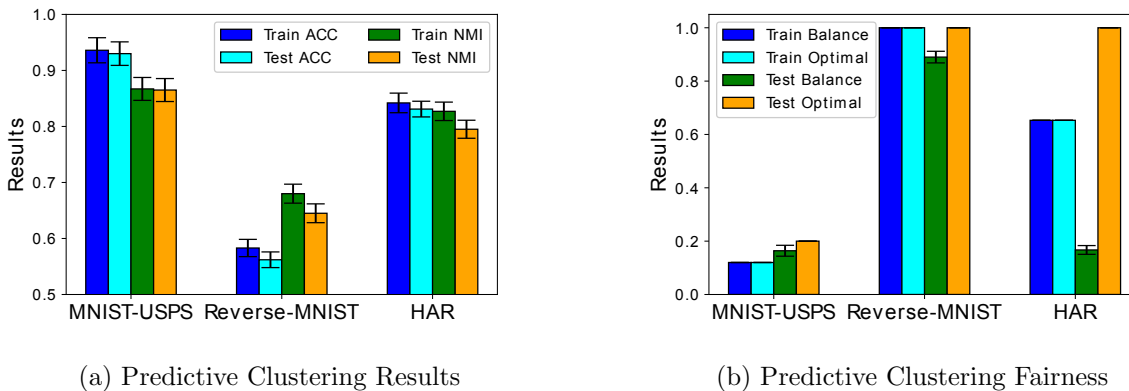 1.0
0.9
0.8
0.7
0.6
0.5
Results
Train ACC
Test ACC
Train NMI
Test NMI
MNIST-USPS
Reverse-MNIST
HAR
(a) Predictive Clustering Results
1.0
0.8
0.6
0.4
0.2
0.0
Results
Train Balance
Train Optimal
Test Balance
Test Optimal
MNIST-USPS
Reverse-MNIST
HAR
(b) Predictive Clustering Fairness